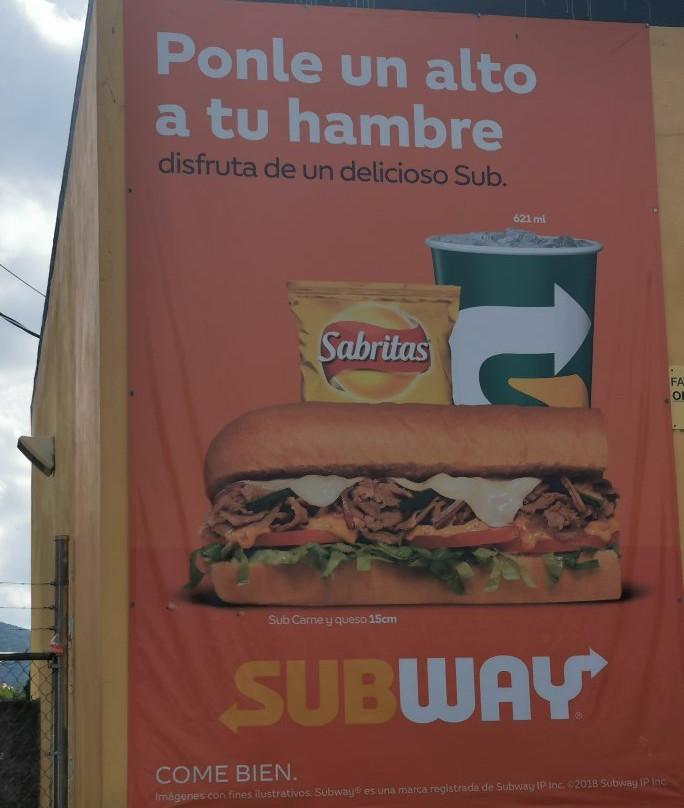 Ponle un alto
a tu hambre
disfruta de un delicioso Sub.
621 ml
Sabritas
FA
Sub Carne y queso 15cm
SUBWAY®
COME BIEN.
Imágenes con fines ilustrativos. Subway® es una marca registrada de Subway IP Inc. ©2018 Subway IP Inc.